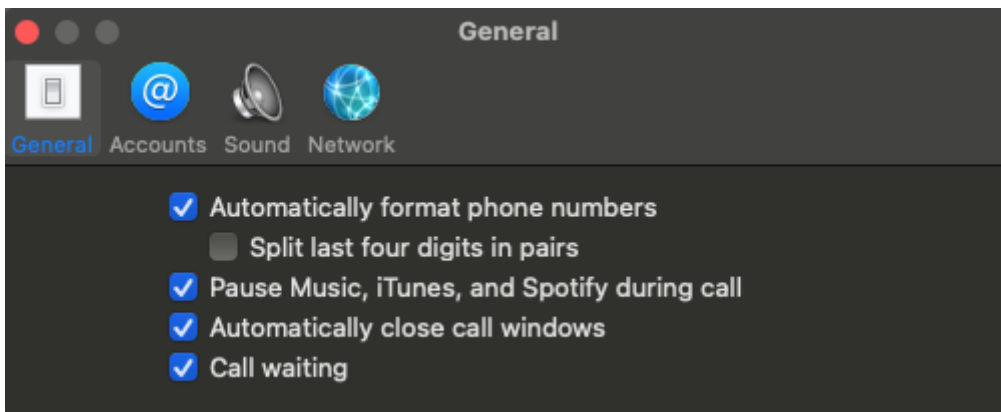 General
@
General Accounts Sound Network
Automatically format phone numbers
Split last four digits in pairs
Pause Music, iTunes, and Spotify during call
Automatically close call windows
Call waiting